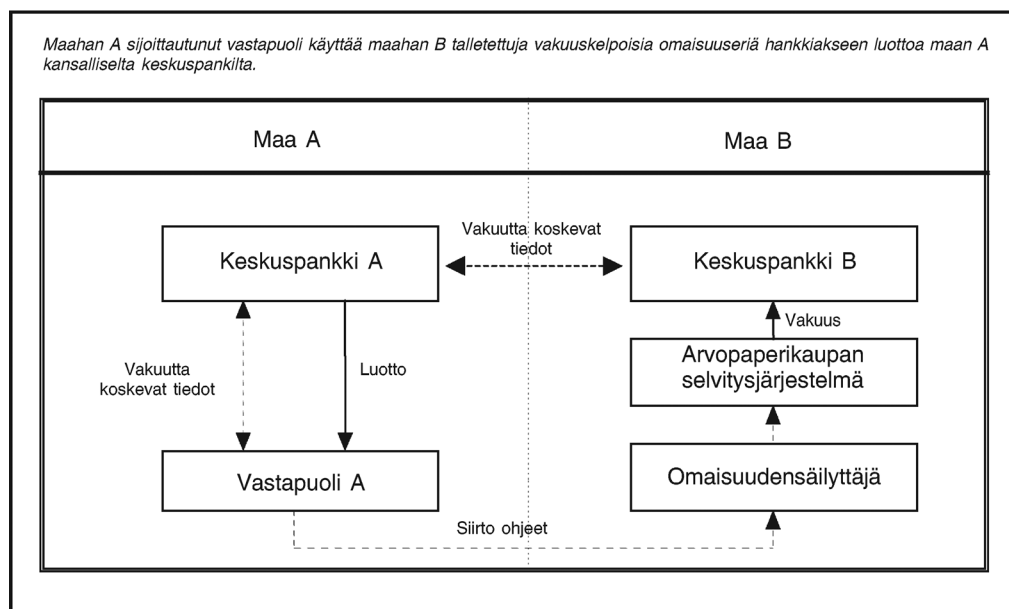 Maahan A sijoittautunut vastapuoli käyttää maahan B talletettuja vakuuskelpoisia omaisuuseriä hankkiakseen luottoa maan A
kansalliselta keskuspankilta.
Maa A
Maa B
Vakuutta koskevat
tiedot
Keskuspankki A
Keskuspankki B
Vakuus
Vakuutta
koskevat tiedot
Luotto
Arvopaperikaupan
selvitysjärjestelmä
Vastapuoli A
Omaisuudensäilyttäjä
Siirto ohjeet